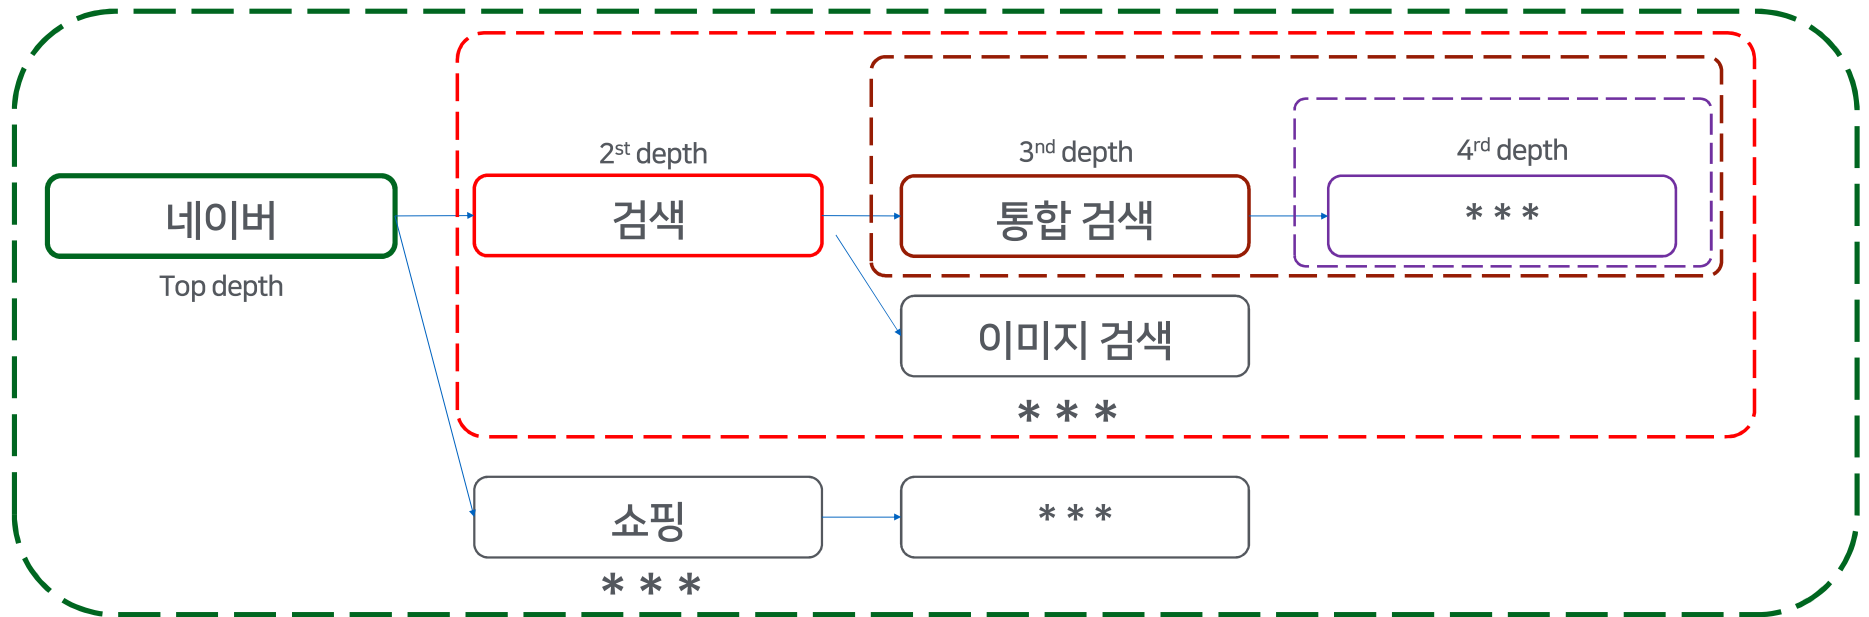 2st depth
3nd depth
4rd depth
네이버
검색
통합 검색
* * *
Top depth
이미지 검색
* * *
쇼핑
* * *
* * *